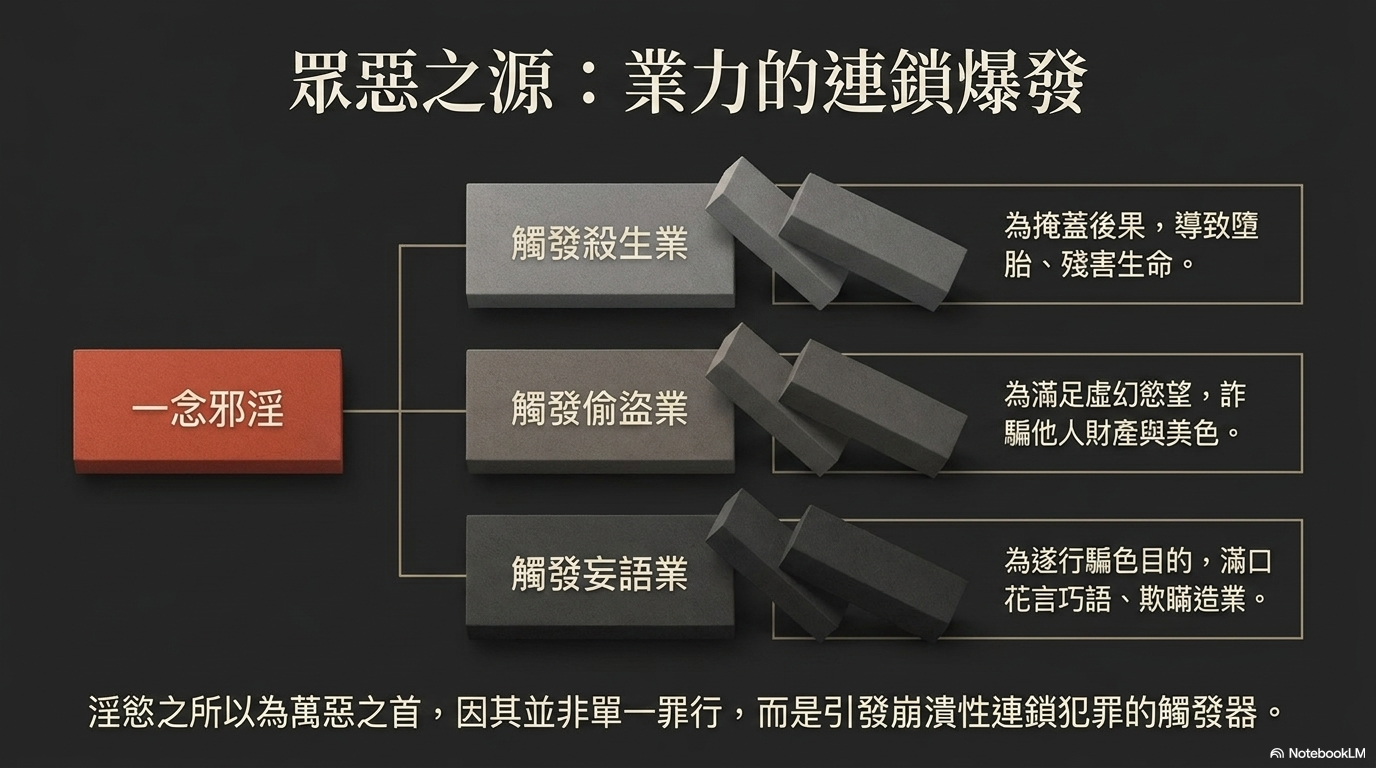 眾惡之源：業力的連鎖爆發
一念邪淫
觸發殺生業
為掩蓋後果，導致墮
胎、殘害生命。
觸發偷盜業
為滿足虛幻慾望，詐
騙他人財產與美色。
觸發妄語業
為遂行騙色目的，滿口
花言巧語、欺瞞造業。
淫慾之所以為萬惡之首，因其並非單一罪行，而是引發崩潰性連鎖犯罪的觸發器。
NotebookLM